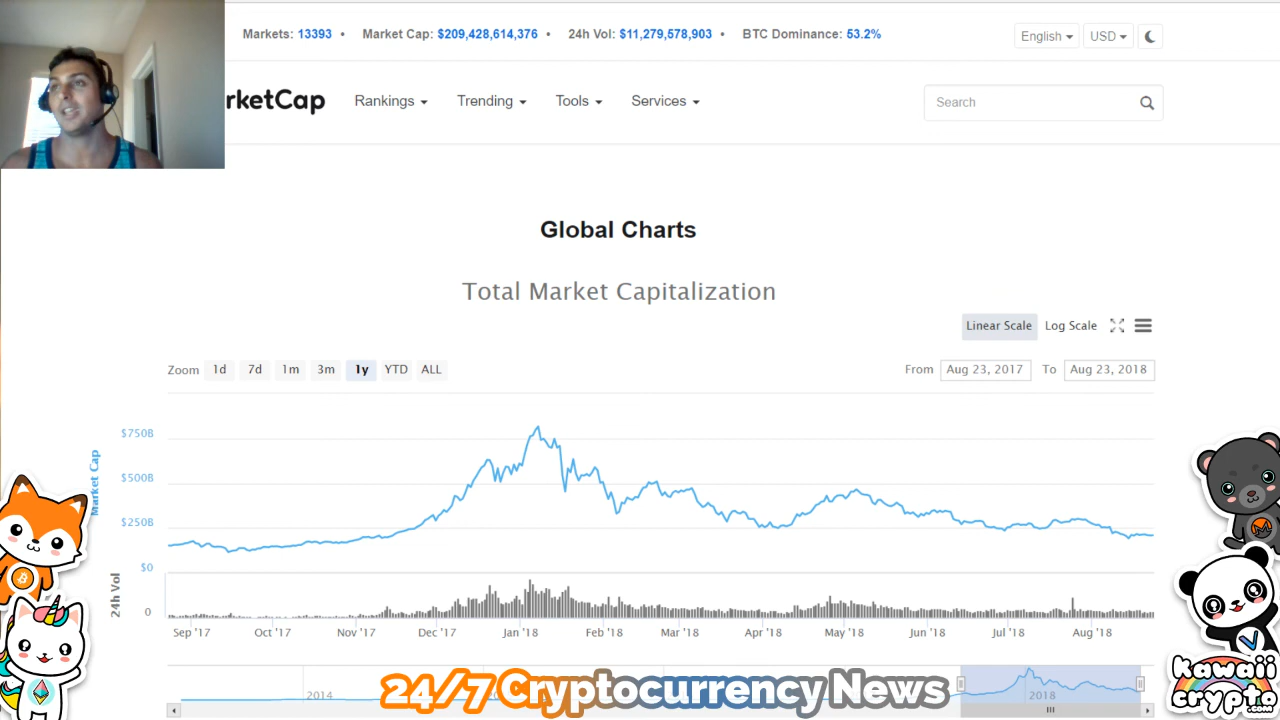 Markets: 13393 • Market Cap: $209,428,614,376 • 24h Vol: $11,279,578,903 • BTC Dominance: 53.2%
English USD
rketCap Rankings Trending Tools Services Search
Global Charts
Total Market Capitalization
Linear Scale Log Scale
Zoom 1d 7d 1m 3m 1y YTD ALL From Aug 23, 2017 To Aug 23, 2018
$750B
$500B
$250B
$0
Market Cap
0
24h Vol
Sep '17 Oct '17 Nov '17 Dec '17 Jan '18 Feb '18 Mar '18 Apr '18 May '18 Jun '18 Jul '18 Aug '18
2014 2018
24/7 Cryptocurrency News
kawaii
crypto
.com